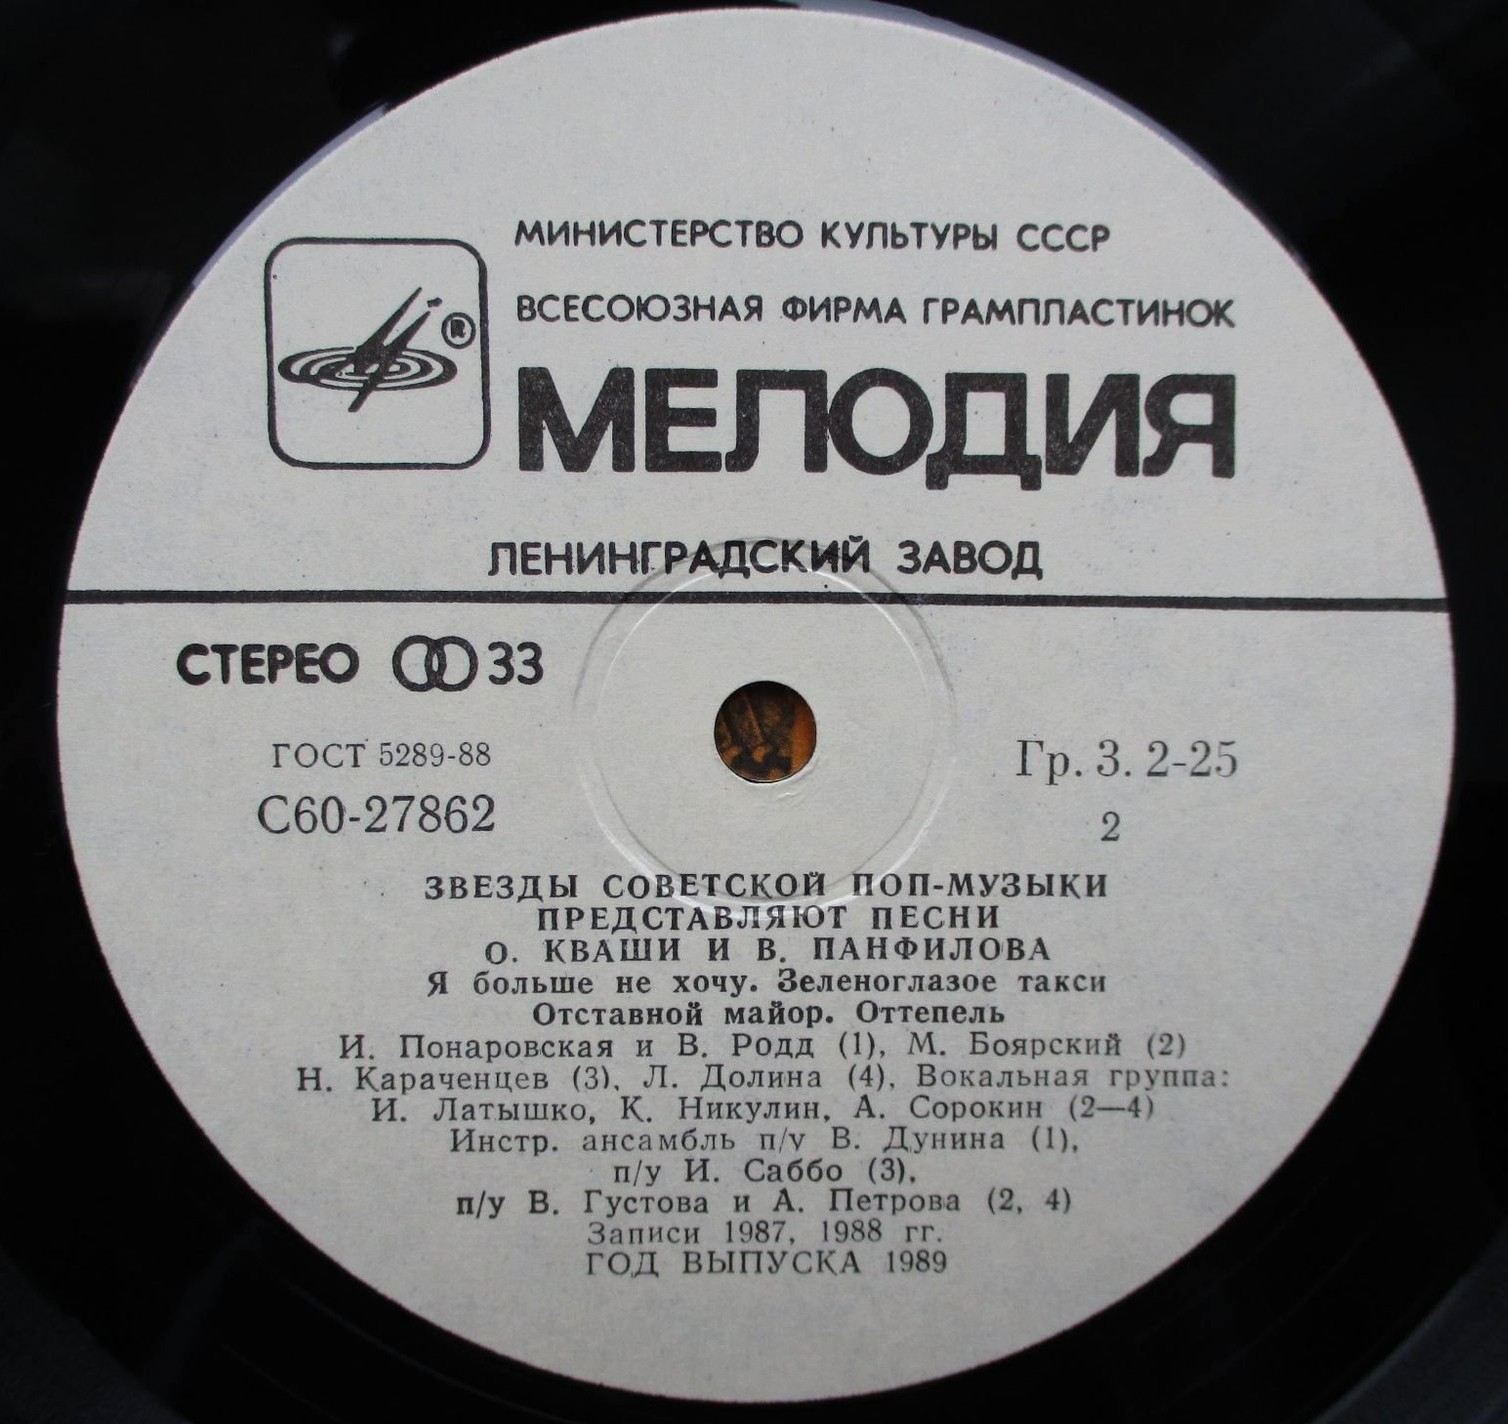 МИНИСТЕРСТВО КУЛЬТУРЫ СССР
ВСЕСОЮЗНАЯ ФИРМА ГРАМПЛАСТИНОК
®
МЕЛОДИЯ
ЛЕНИНГРАДСКИЙ ЗАВОД
СТЕРЕО 33
ГОСТ 5289-88
Гр. 3. 2-25
С60-27862
2
ЗВЕЗДЫ СОВЕТСКОЙ ПОП-МУЗЫКИ
ПРЕДСТАВЛЯЮТ ПЕСНИ
О. КВАШИ И В. ПАНФИЛОВА
Я больше не хочу. Зеленоглазое такси
Отставной майор. Оттепель
И. Понаровская и В. Родд (1), М. Боярский (2)
Н. Караченцев (3), Л. Долина (4), Вокальная группа:
И. Латышко, К. Никулин, А. Сорокин (2—4)
Инстр. ансамбль п/у В. Дунина (1),
п/у И. Саббо (3),
п/у В. Густова и А. Петрова (2, 4)
Записи 1987, 1988 гг.
ГОД ВЫПУСКА 1989